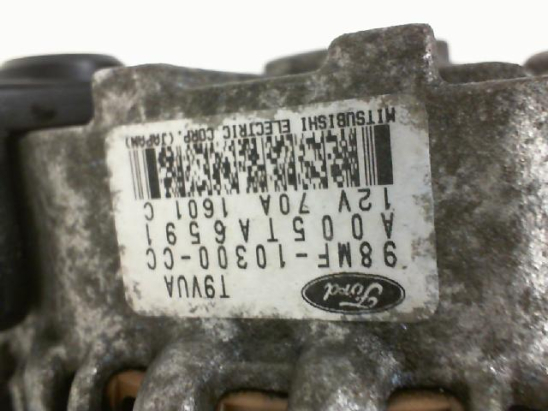 Ford T9VUA
98MF-10300-CC
A005TA6591
12V 70A 1601 C
MITSUBISHI ELECTRIC CORP.(JAPAN)